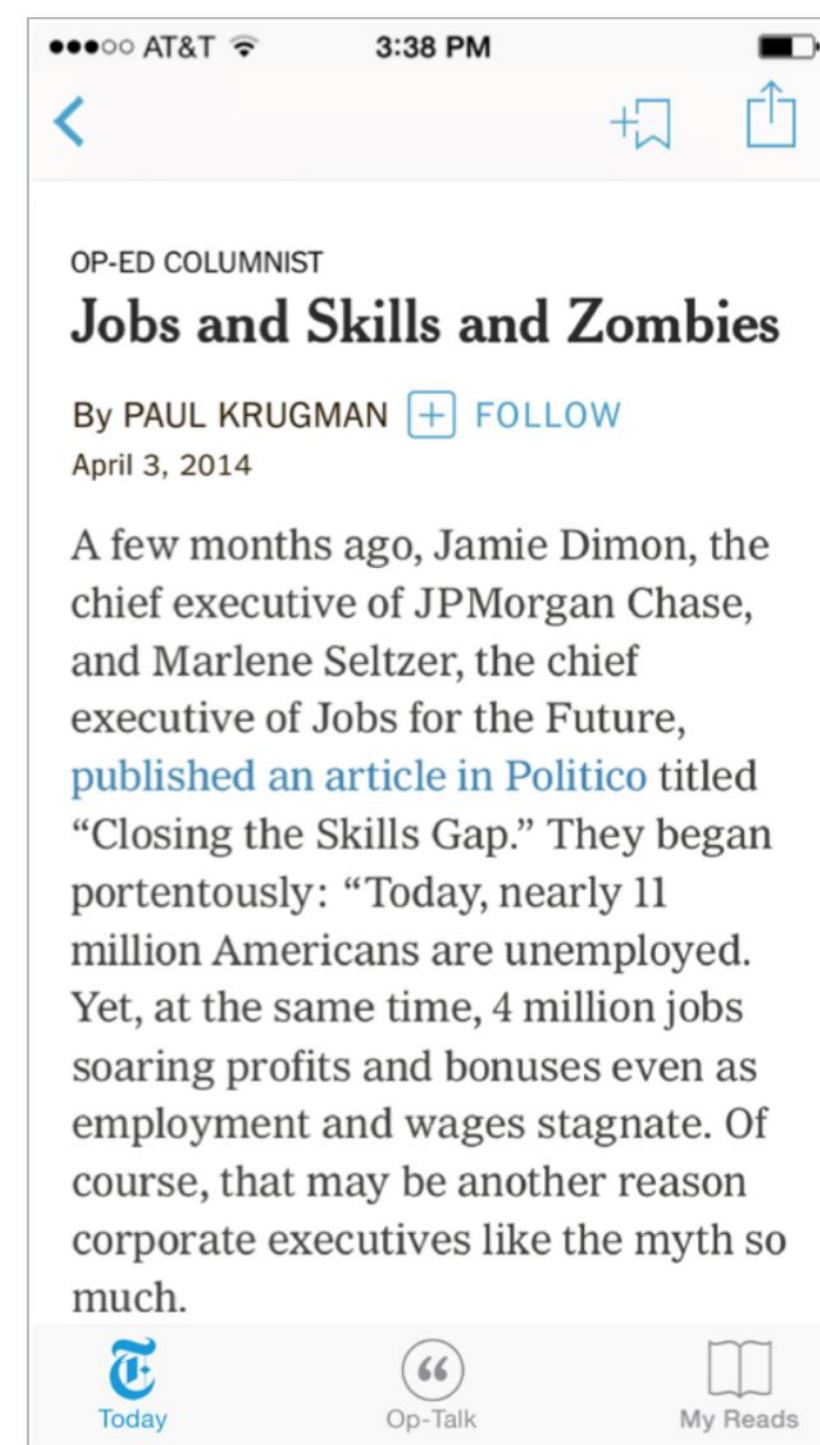 AT&T 3:38 PM
OP-ED COLUMNIST
Jobs and Skills and Zombies
By PAUL KRUGMAN + FOLLOW
April 3, 2014
A few months ago, Jamie Dimon, the
chief executive of JPMorgan Chase,
and Marlene Seltzer, the chief
executive of Jobs for the Future,
published an article in Politico titled
“Closing the Skills Gap.” They began
portentously: “Today, nearly 11
million Americans are unemployed.
Yet, at the same time, 4 million jobs
soaring profits and bonuses even as
employment and wages stagnate. Of
course, that may be another reason
corporate executives like the myth so
much.
Today Op-Talk My Reads